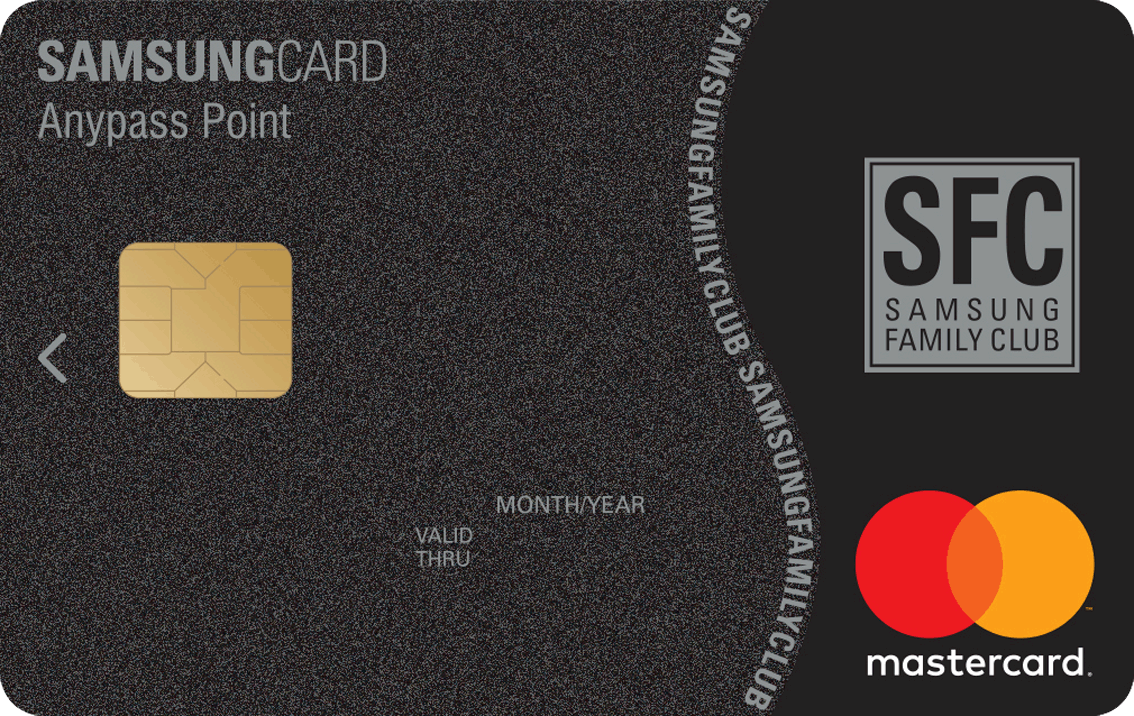 SAMSUNGCARD
Anypass Point
SAMSUNGFAMILYCLUB SAMSUNGFAMILYCLUB
SFC
SAMSUNG
FAMILY CLUB
MONTH/YEAR
VALID
THRU
mastercard.